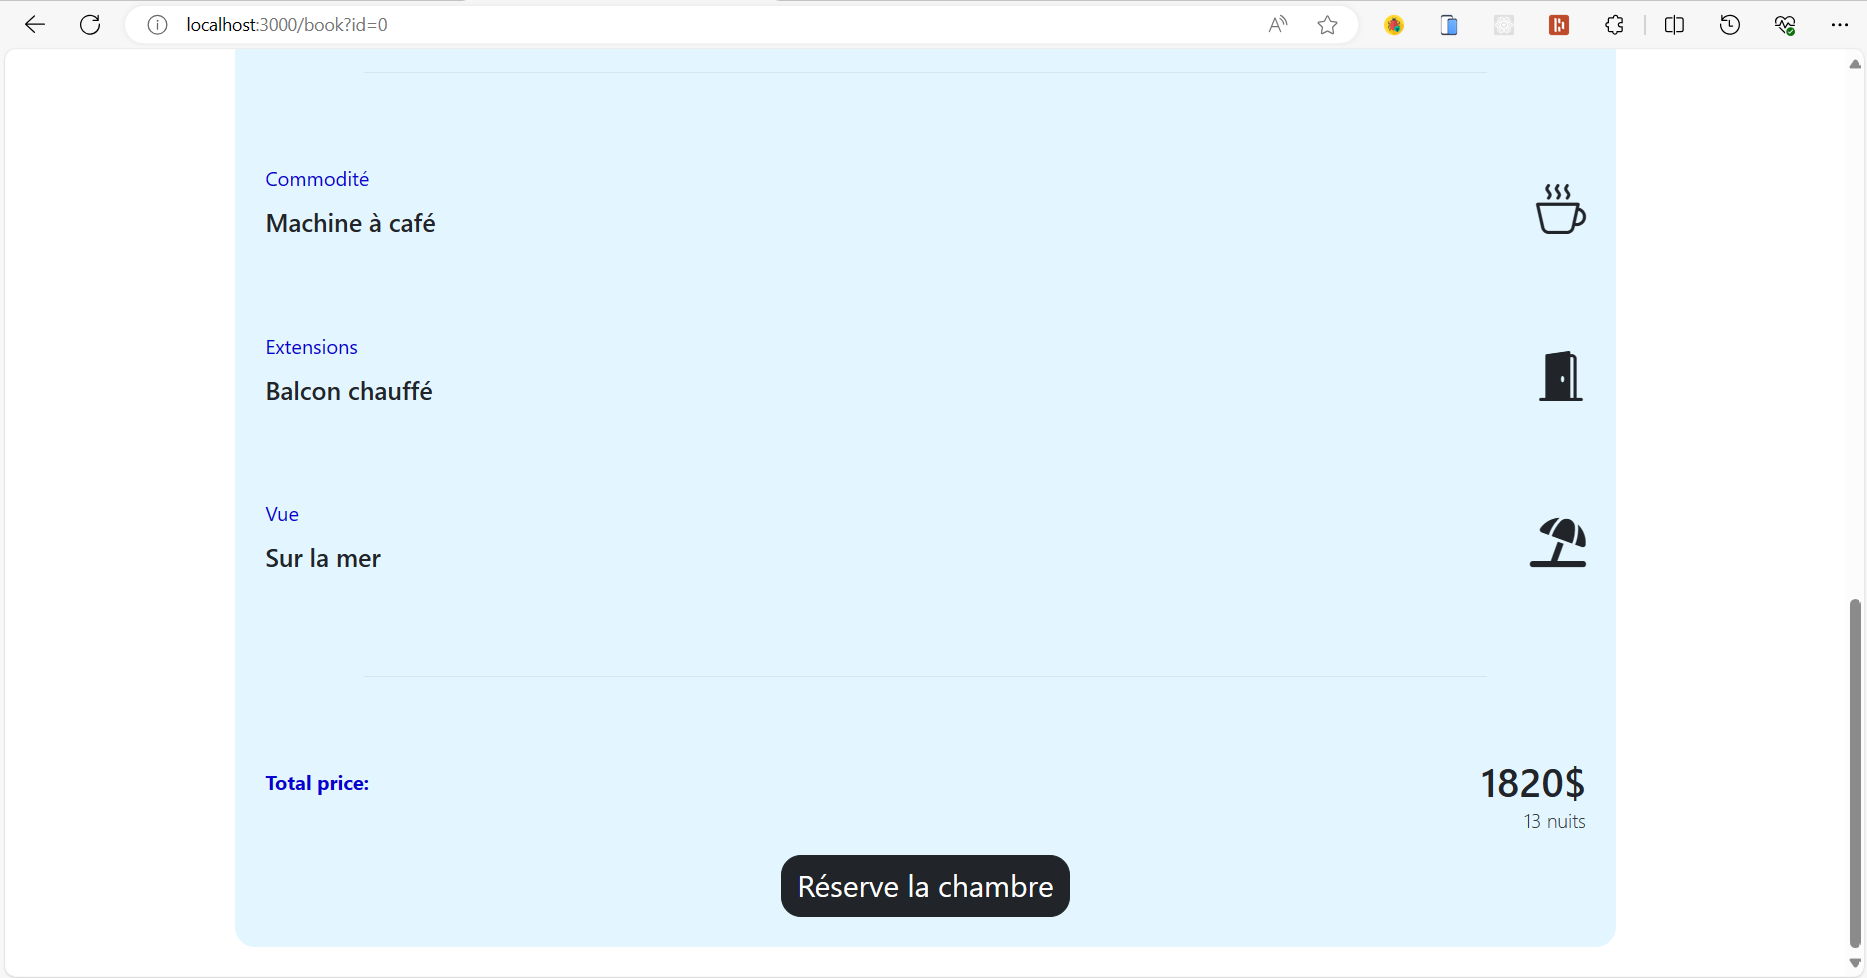 localhost:3000/book?id=0
Commodité
Machine à café
Extensions
Balcon chauffé
Vue
Sur la mer
Total price:
1820$
13 nuits
Réserve la chambre